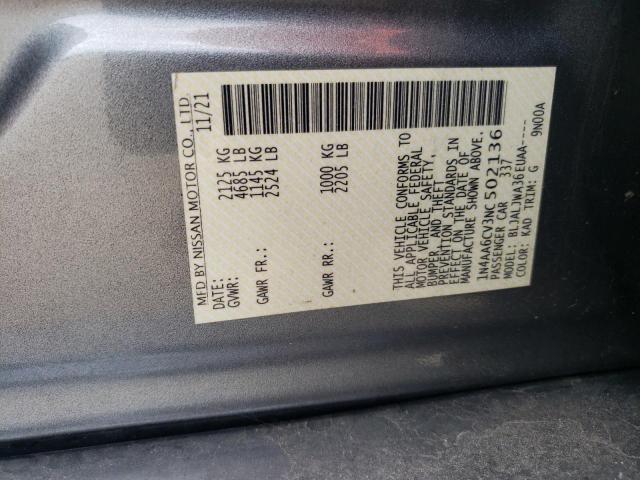 MFD BY NISSAN MOTOR CO., LTD.
DATE: 11/21
GVWR: 2125 KG
4685 LB
GAWR FR.: 1145 KG
2524 LB
GAWR RR.: 1000 KG
2205 LB
THIS VEHICLE CONFORMS TO
ALL APPLICABLE FEDERAL
MOTOR VEHICLE SAFETY,
BUMPER, AND THEFT
PREVENTION STANDARDS IN
EFFECT ON THE DATE OF
MANUFACTURE SHOWN ABOVE.
1N4AA6CV3NC502136
PASSENGER CAR 337
MODEL: BLJALJWA36EUAA----
COLOR: KAD TRIM: G 9N00A